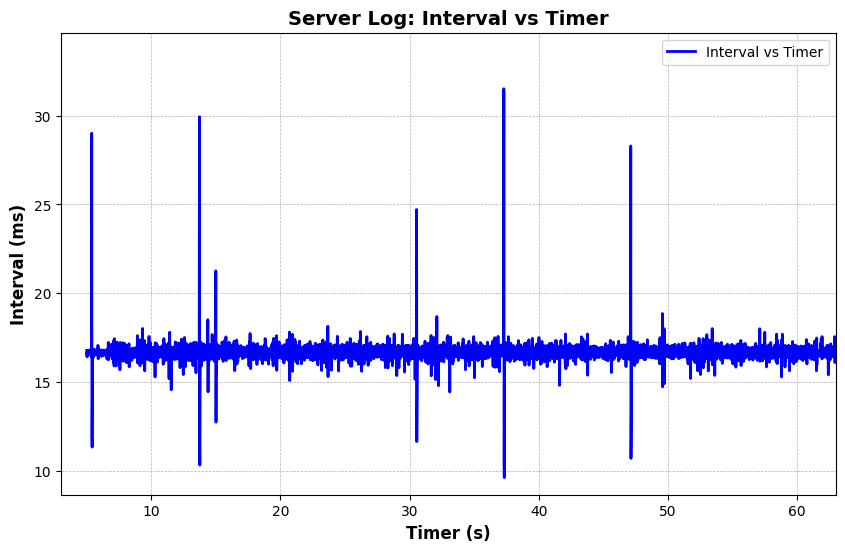 Server Log: Interval vs Timer
Interval vs Timer
30
25
20
15
10
Interval (ms)
10 20 30 40 50 60
Timer (s)